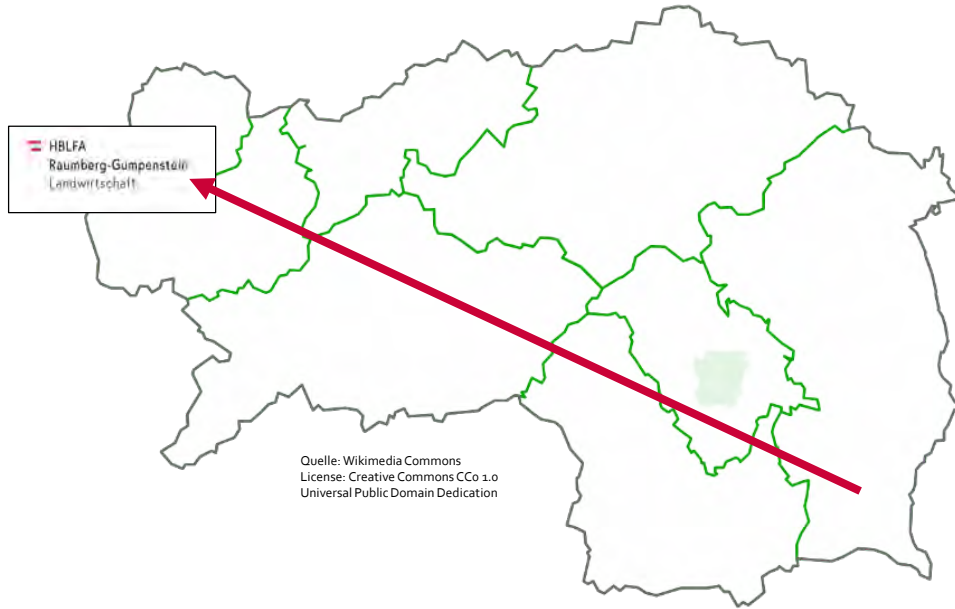 HBLFA
Raumberg-Gumpenstein
Landwirtschaft
Quelle: Wikimedia Commons
License: Creative Commons CC0 1.0
Universal Public Domain Dedication